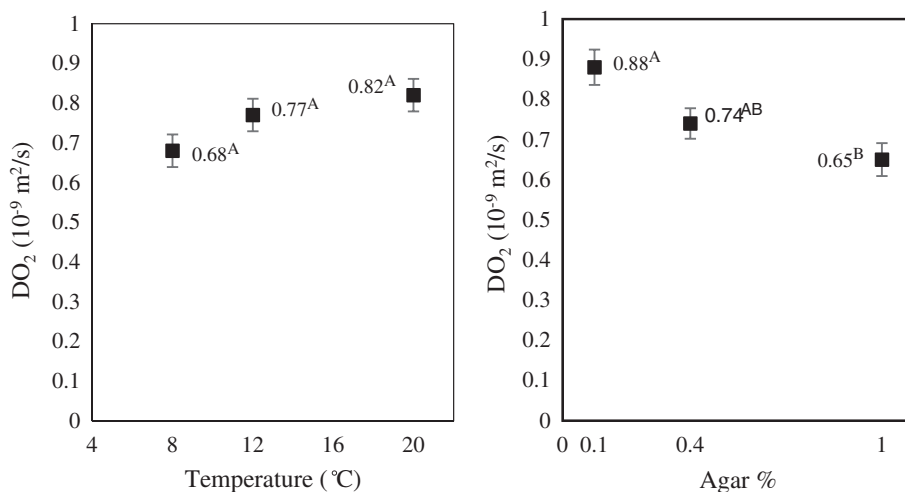 1
0.9
0.8
0.7
0.6
0.5
0.4
0.3
0.2
0.1
0
DO₂ (10⁻⁹ m²/s)
0.68ᴬ
0.77ᴬ
0.82ᴬ
4 8 12 16 20
Temperature (℃)
1
0.9
0.8
0.7
0.6
0.5
0.4
0.3
0.2
0.1
0
DO₂ (10⁻⁹ m²/s)
0.88ᴬ
0.74ᴬᴮ
0.65ᴮ
0 0.1 0.4 1
Agar %